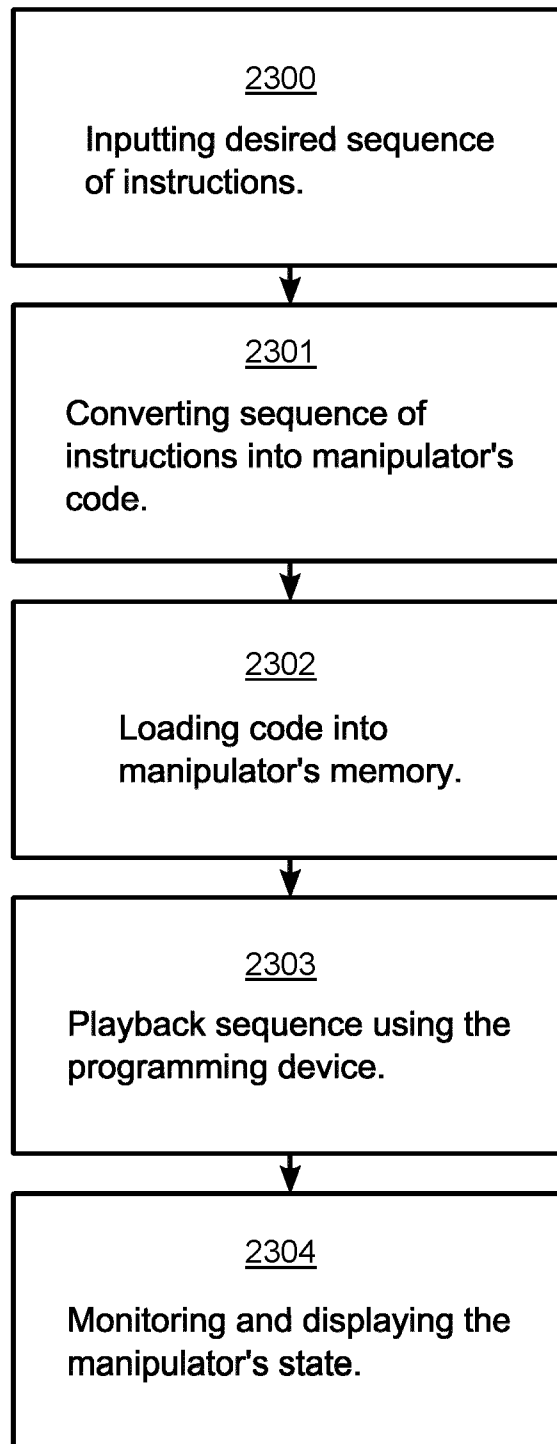 2300
Inputting desired sequence
of instructions.
2301
Converting sequence of
instructions into manipulator's
code.
2302
Loading code into
manipulator's memory.
2303
Playback sequence using the
programming device.
2304
Monitoring and displaying the
manipulator's state.